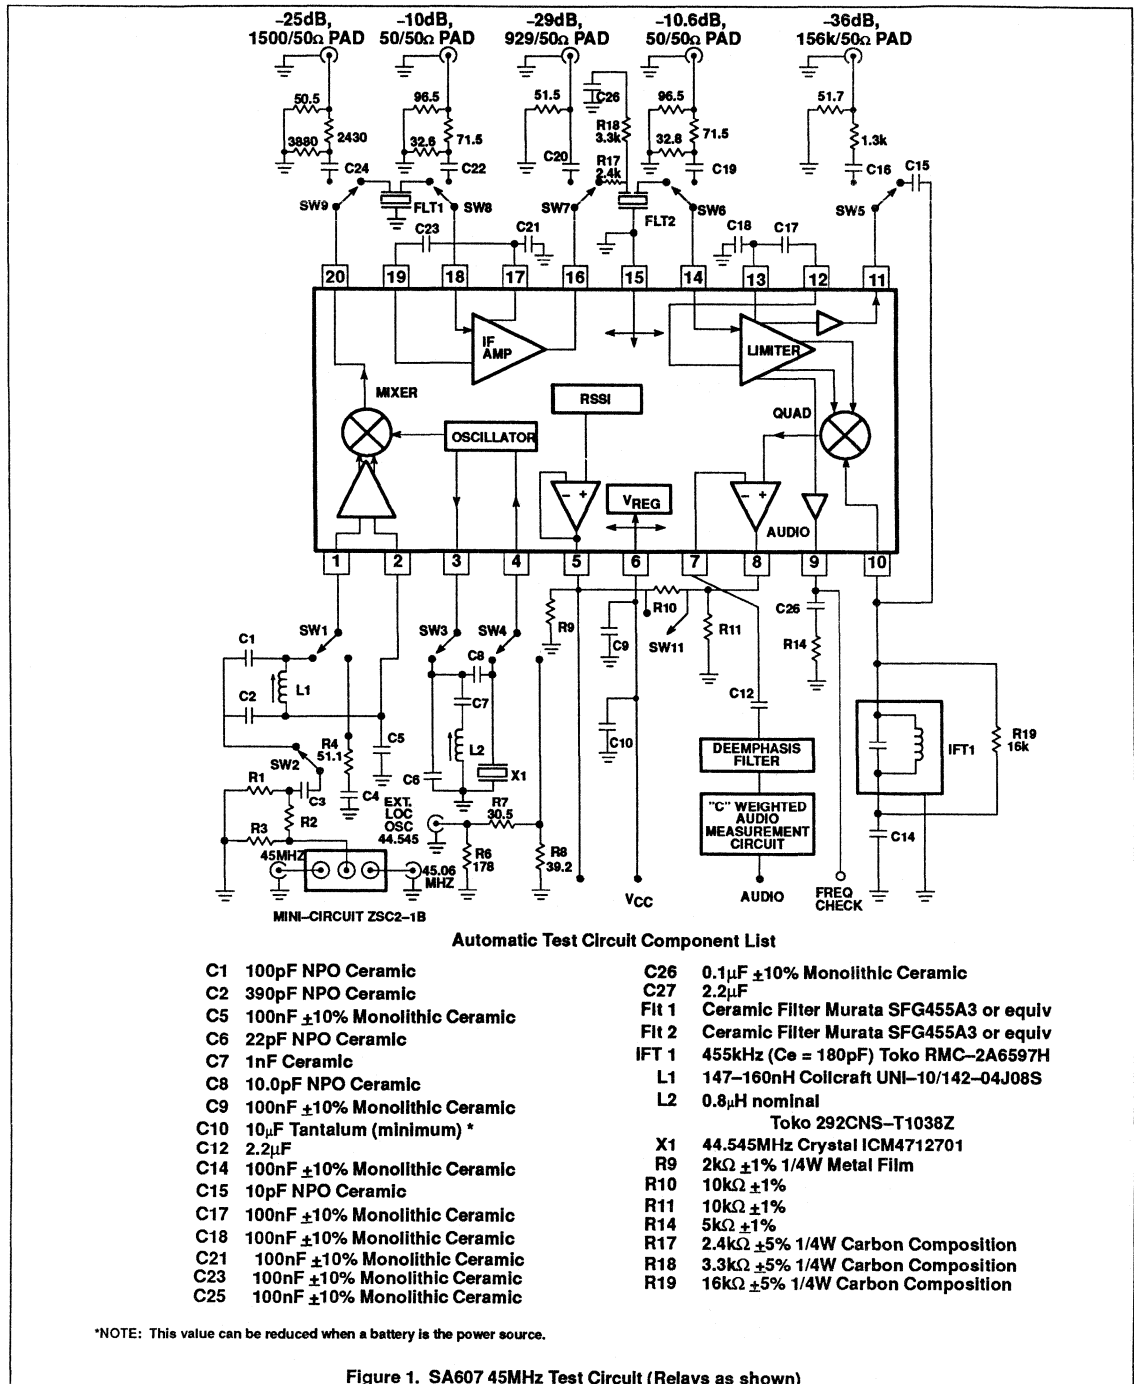 –25dB, –10dB, –29dB, –10.6dB, –36dB,
1500/50Ω PAD 50/50Ω PAD 929/50Ω PAD 50/50Ω PAD 156k/50Ω PAD
50.5 96.5 51.5 C26 96.5 51.7
R18
3.3k
3880 2430 32.6 71.5 32.8 71.5 1.3k
C24 C22 C20 R17 C19 C16 C15
2.4k
SW9 FLT1 SW8 SW7 FLT2 SW6 SW5
C23 C21 C18 C17
20 19 18 17 16 15 14 13 12 11
IF
AMP
LIMITER
MIXER
RSSI
QUAD
OSCILLATOR
– +
VREG
– +
AUDIO
1 2 3 4 5 6 7 8 9 10
SW1 SW3 SW4 R9 R10 R11 C26
C9 SW11 R14
C1 C8
L1 C7 C12
C2 C5 C10
R4
51.1
L2 X1
SW2 C6
DEEMPHASIS
FILTER
IFT1 R19
16k
R1 C3 C4
EXT.
LOC
OSC
44.545
R7
30.5
"C" WEIGHTED
AUDIO
MEASUREMENT
CIRCUIT
R2
R3
C14
45MHZ 45.06
MHZ
R6
178
R8
39.2
VCC AUDIO FREQ
CHECK
MINI–CIRCUIT ZSC2–1B
Automatic Test Circuit Component List
C1 100pF NPO Ceramic
C2 390pF NPO Ceramic
C5 100nF ±10% Monolithic Ceramic
C6 22pF NPO Ceramic
C7 1nF Ceramic
C8 10.0pF NPO Ceramic
C9 100nF ±10% Monolithic Ceramic
C10 10μF Tantalum (minimum) *
C12 2.2μF
C14 100nF ±10% Monolithic Ceramic
C15 10pF NPO Ceramic
C17 100nF ±10% Monolithic Ceramic
C18 100nF ±10% Monolithic Ceramic
C21 100nF ±10% Monolithic Ceramic
C23 100nF ±10% Monolithic Ceramic
C25 100nF ±10% Monolithic Ceramic
C26 0.1μF ±10% Monolithic Ceramic
C27 2.2μF
Flt 1 Ceramic Filter Murata SFG455A3 or equiv
Flt 2 Ceramic Filter Murata SFG455A3 or equiv
IFT 1 455kHz (Ce = 180pF) Toko RMC–2A6597H
L1 147–160nH Coilcraft UNI–10/142–04J08S
L2 0.8μH nominal
Toko 292CNS–T1038Z
X1 44.545MHz Crystal ICM4712701
R9 2kΩ ±1% 1/4W Metal Film
R10 10kΩ ±1%
R11 10kΩ ±1%
R14 5kΩ ±1%
R17 2.4kΩ ±5% 1/4W Carbon Composition
R18 3.3kΩ ±5% 1/4W Carbon Composition
R19 16kΩ ±5% 1/4W Carbon Composition
*NOTE: This value can be reduced when a battery is the power source.
Figure 1. SA607 45MHz Test Circuit (Relays as shown)